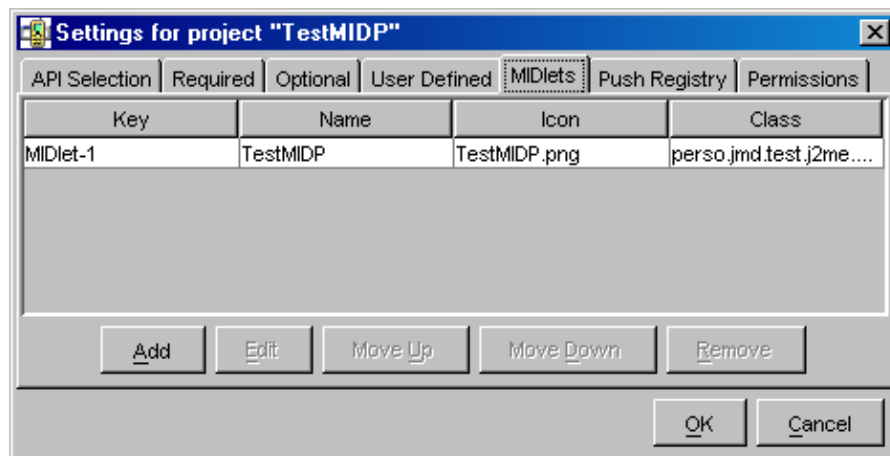 Settings for project "TestMIDP"
API Selection Required Optional User Defined MIDlets Push Registry Permissions
Key Name Icon Class
MIDlet-1 TestMIDP TestMIDP.png perso.jmd.test.j2me....
Add Edit Move Up Move Down Remove
OK Cancel